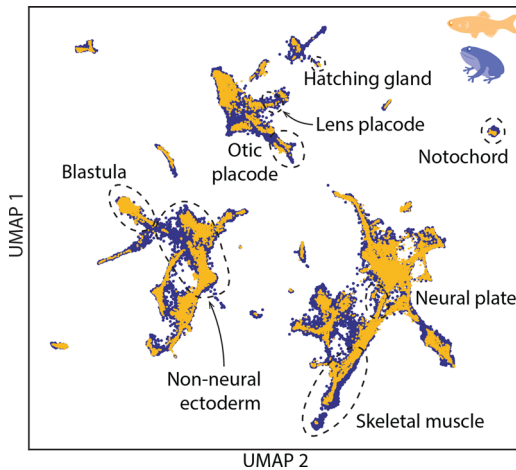 Hatching gland
Lens placode
Otic
placode
Notochord
Blastula
UMAP 1
Neural plate
Non-neural
ectoderm
Skeletal muscle
UMAP 2